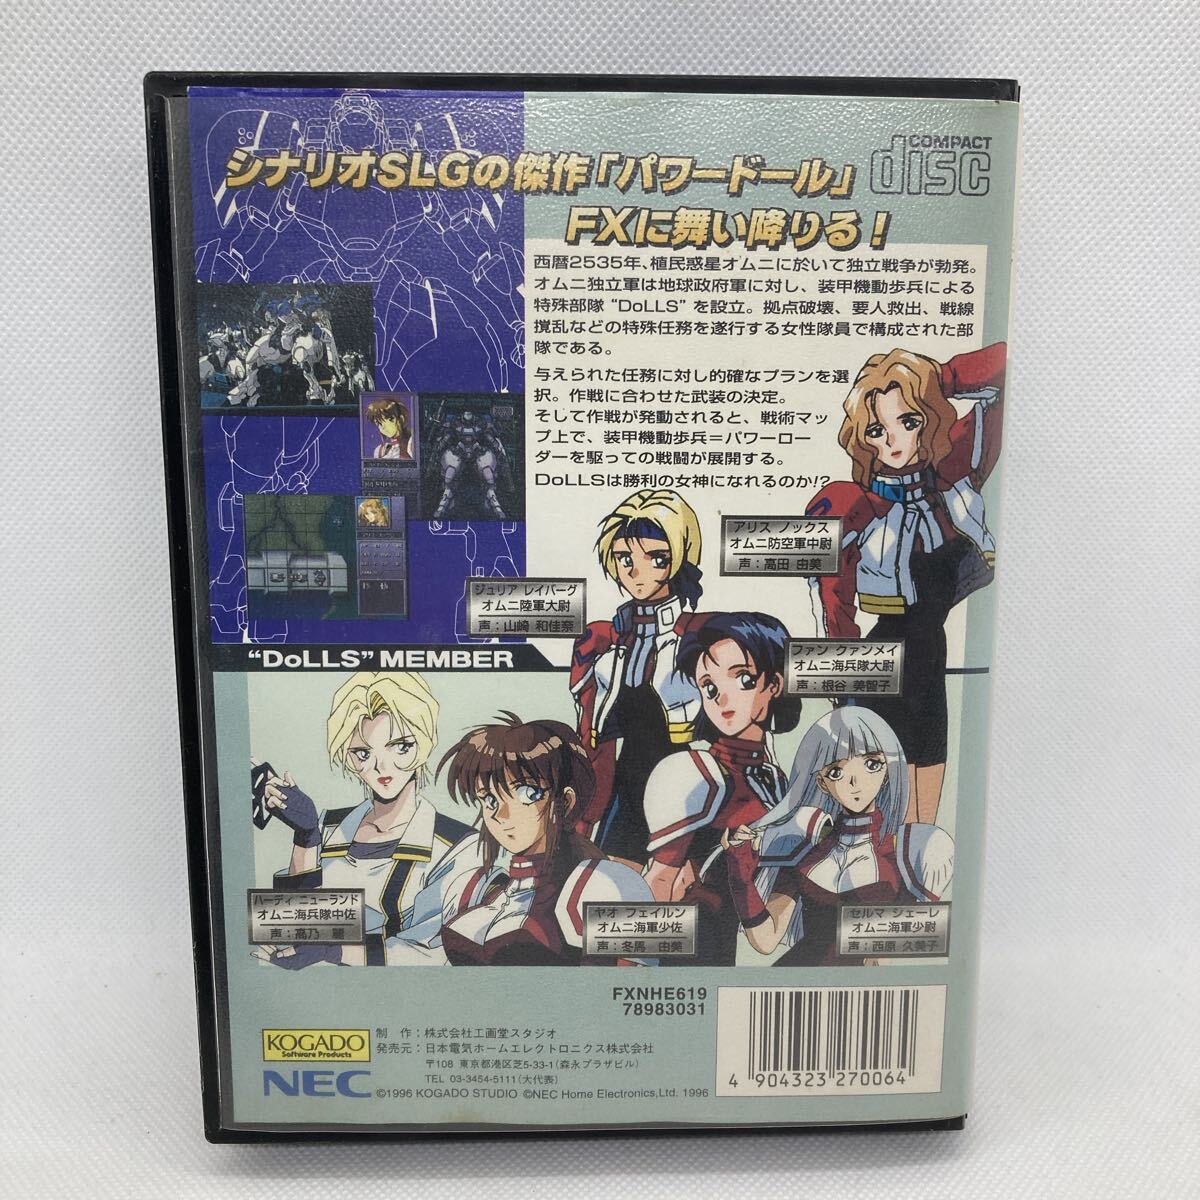 シナリオSLGの傑作「パワードール」
FXに舞い降りる!
COMPACT
disc
西暦2535年、植民惑星オムニに於いて独立戦争が勃発。
オムニ独立軍は地球政府軍に対し、装甲機動歩兵による
特殊部隊“DoLLS”を設立。拠点破壊、要人救出、戦線
撹乱などの特殊任務を遂行する女性隊員で構成された部
隊である。
与えられた任務に対し的確なプランを選
択。作戦に合わせた武装の決定。
そして作戦が発動されると、戦術マッ
プ上で、装甲機動歩兵=パワーロー
ダーを駆っての戦闘が展開する。
DoLLSは勝利の女神になれるのか!?
アリス ノックス
オムニ防空軍中尉
声:高田 由美
ジュリア レイバーグ
オムニ陸軍大尉
声:山崎 和佳奈
ファン クァンメイ
オムニ海兵隊大尉
声:根谷 美智子
“DoLLS” MEMBER
ハーディ ニューランド
オムニ海兵隊中佐
声:高乃 麗
ヤオ フェイルン
オムニ海軍少佐
声:冬馬 由美
セルマ シェーレ
オムニ海軍少尉
声:西原 久美子
FXNHE619
78983031
KOGADO
Software Products
制 作:株式会社工画堂スタジオ
発売元:日本電気ホームエレクトロニクス株式会社
〒108 東京都港区芝5-33-1(森永プラザビル)
TEL 03-3454-5111(大代表)
NEC
©1996 KOGADO STUDIO ©NEC Home Electronics,Ltd. 1996
4 904323 270064